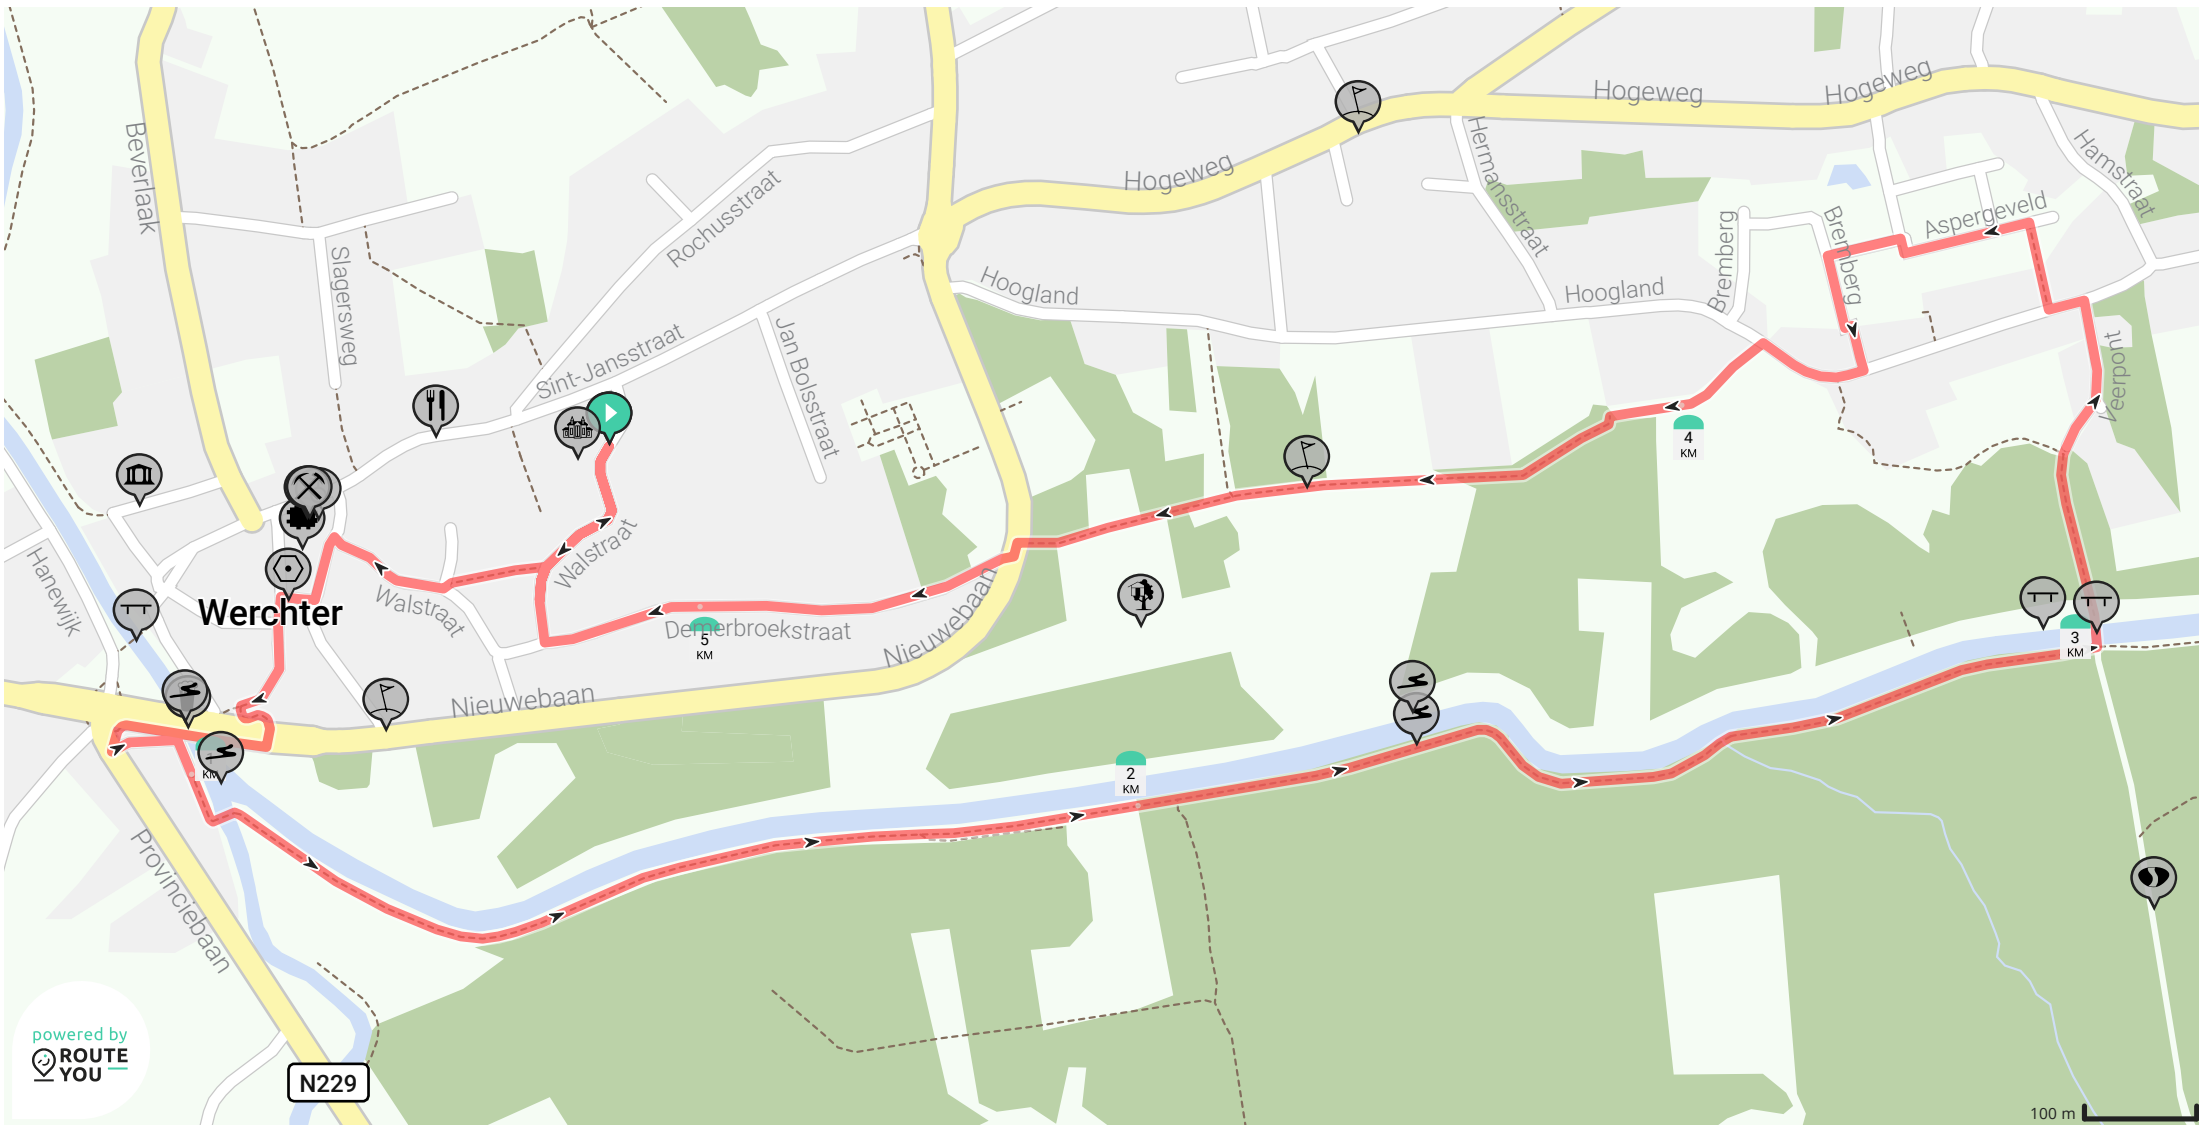 Hogeweg
Hogeweg
Hogeweg
Beverlaak
Hermansstraat
Hamstraat
Rochusstraat
Aspergeveld
Bremberg
Bremberg
Slagersweg
Hoogland
Hoogland
Sint-Jansstraat
Jan Bolsstraat
Veerpont
4
KM
Walstraat
Hanewijk
Werchter
Walstraat
Demerbroekstraat
5
KM
Nieuwebaan
3
KM
Nieuwebaan
KM
2
KM
Provinciebaan
powered by
ROUTE
YOU
N229
100 m